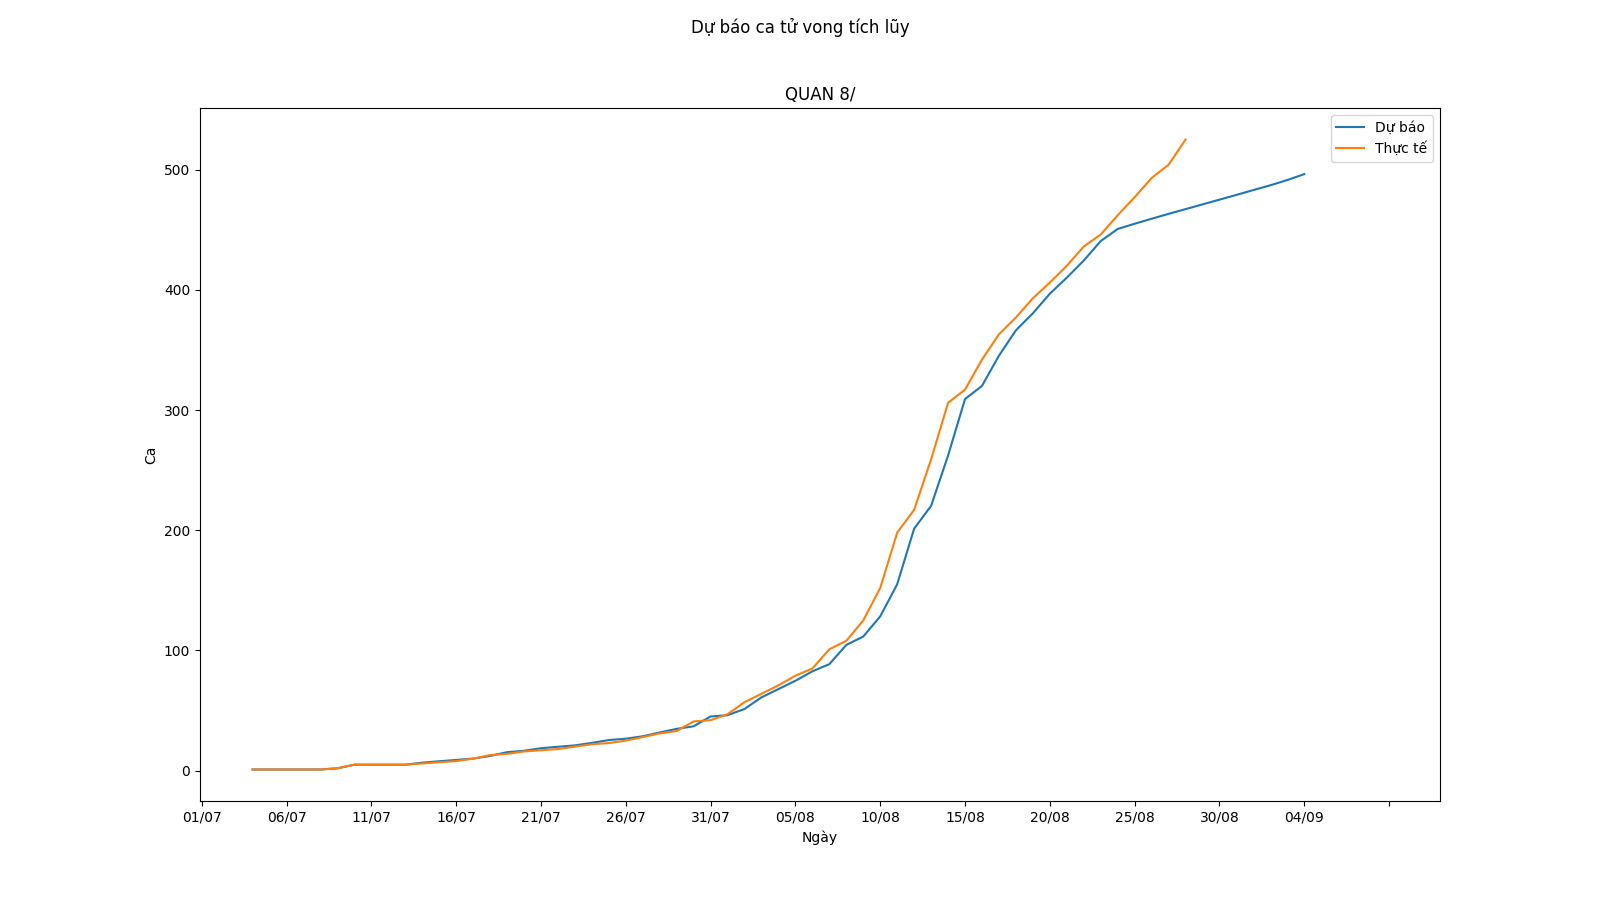 Dự báo ca tử vong tích lũy
QUAN 8/
Dự báo
Thực tế
500
400
300
200
100
0
Ca
01/07 06/07 11/07 16/07 21/07 26/07 31/07 05/08 10/08 15/08 20/08 25/08 30/08 04/09
Ngày